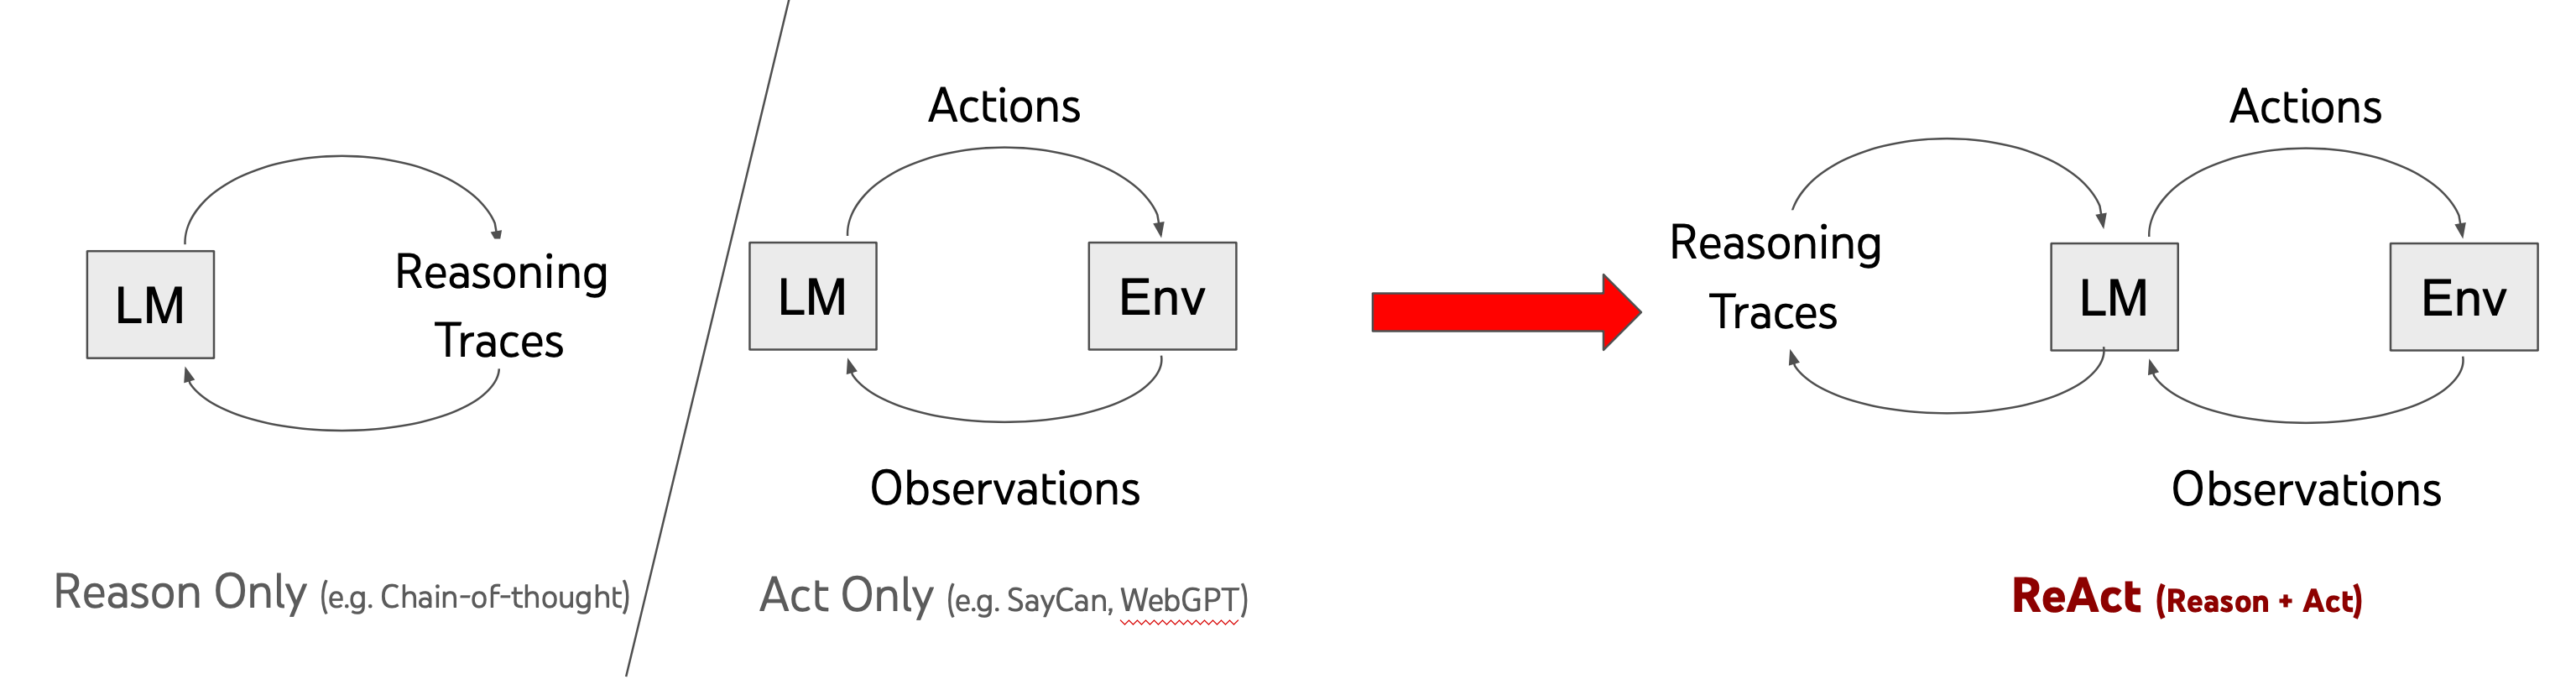 LM
Reasoning
Traces
Reason Only (e.g. Chain-of-thought)
Actions
LM
Env
Observations
Act Only (e.g. SayCan, WebGPT)
Reasoning
Traces
LM
Actions
Env
Observations
ReAct (Reason + Act)